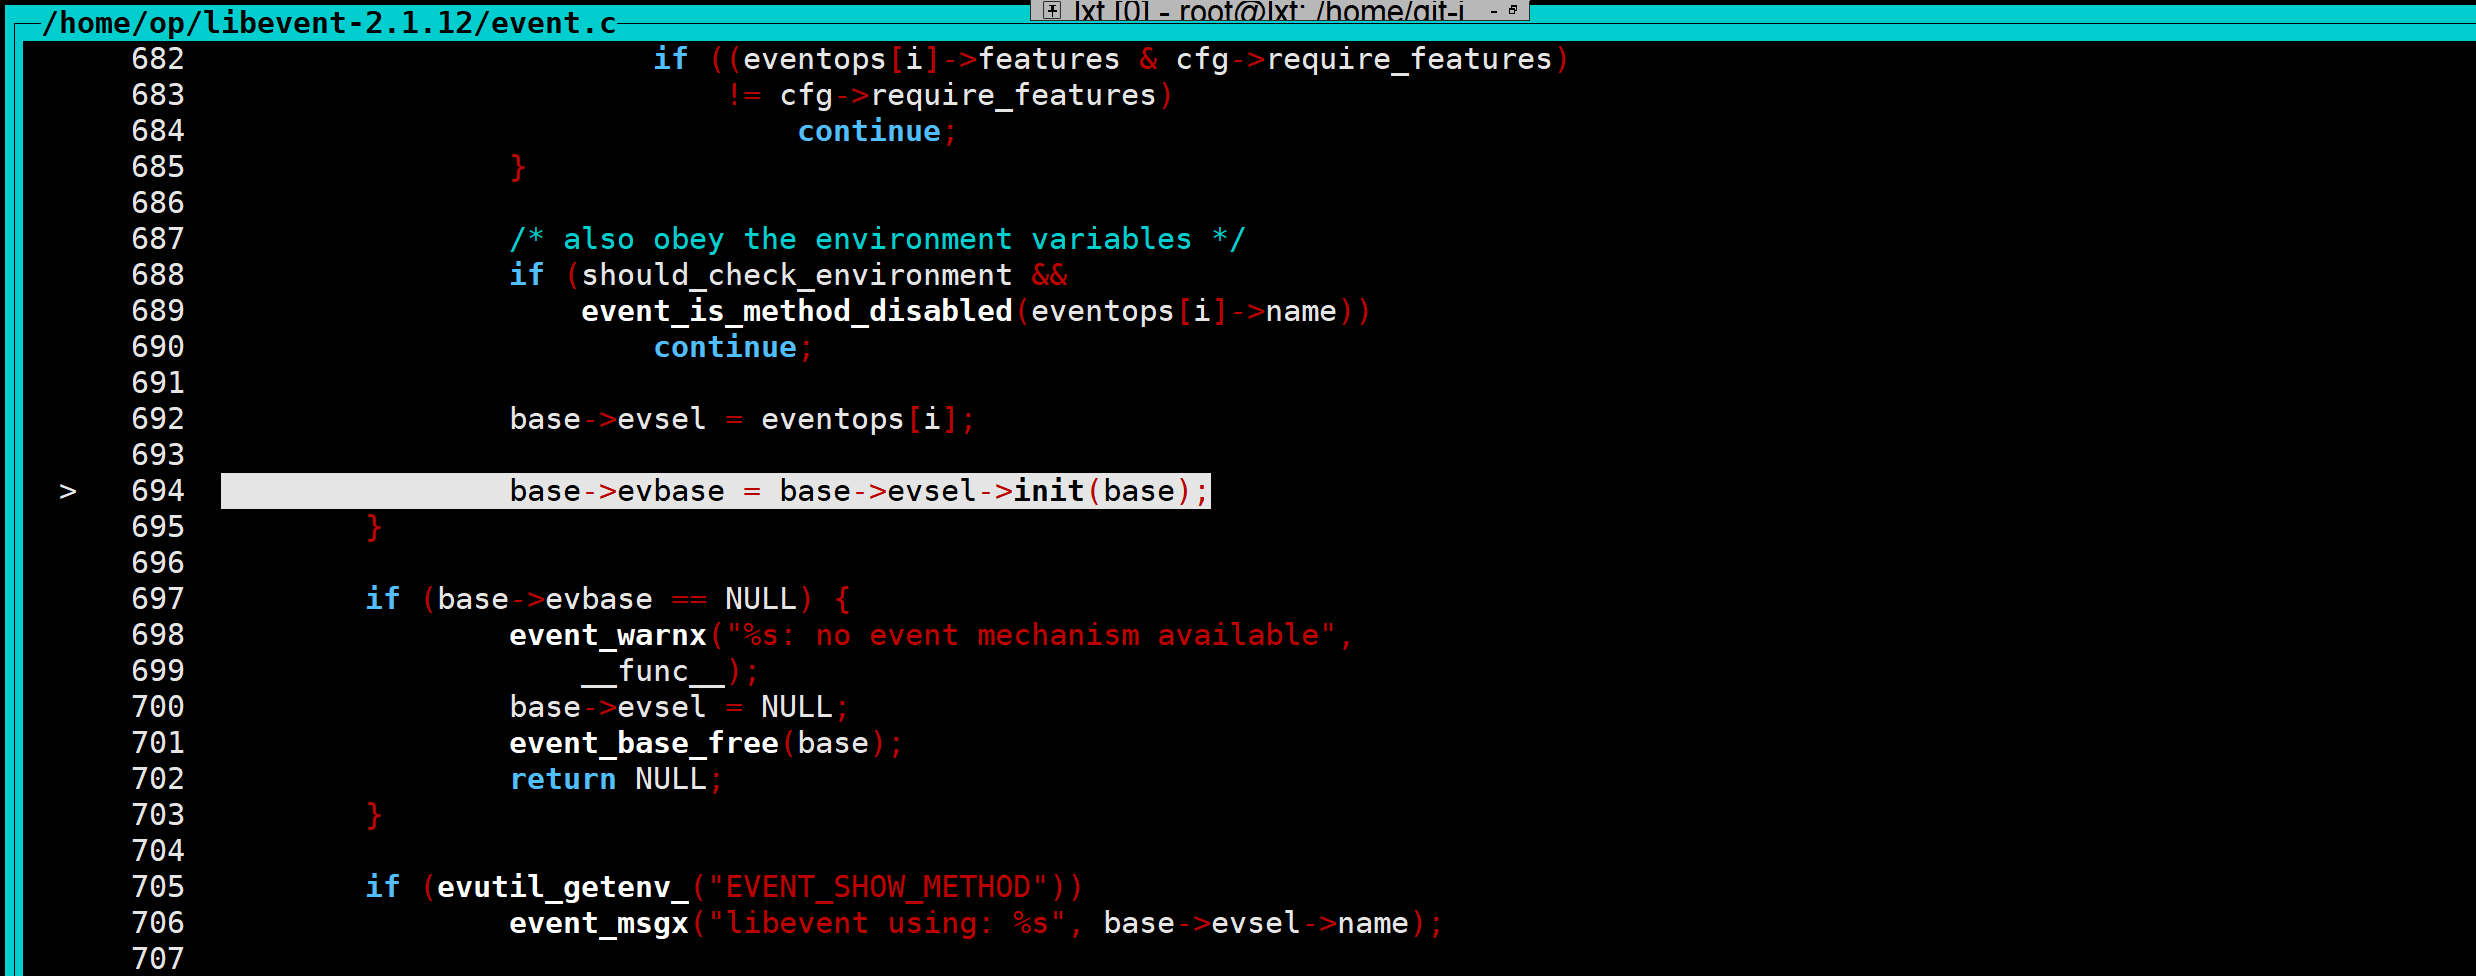 lxt [0] - root@lxt: /home/git-i
/home/op/libevent-2.1.12/event.c
682 if ((eventops[i]->features & cfg->require_features)
683 != cfg->require_features)
684 continue;
685 }
686
687 /* also obey the environment variables */
688 if (should_check_environment &&
689 event_is_method_disabled(eventops[i]->name))
690 continue;
691
692 base->evsel = eventops[i];
693
> 694 base->evbase = base->evsel->init(base);
695 }
696
697 if (base->evbase == NULL) {
698 event_warnx("%s: no event mechanism available",
699 __func__);
700 base->evsel = NULL;
701 event_base_free(base);
702 return NULL;
703 }
704
705 if (evutil_getenv_("EVENT_SHOW_METHOD"))
706 event_msgx("libevent using: %s", base->evsel->name);
707